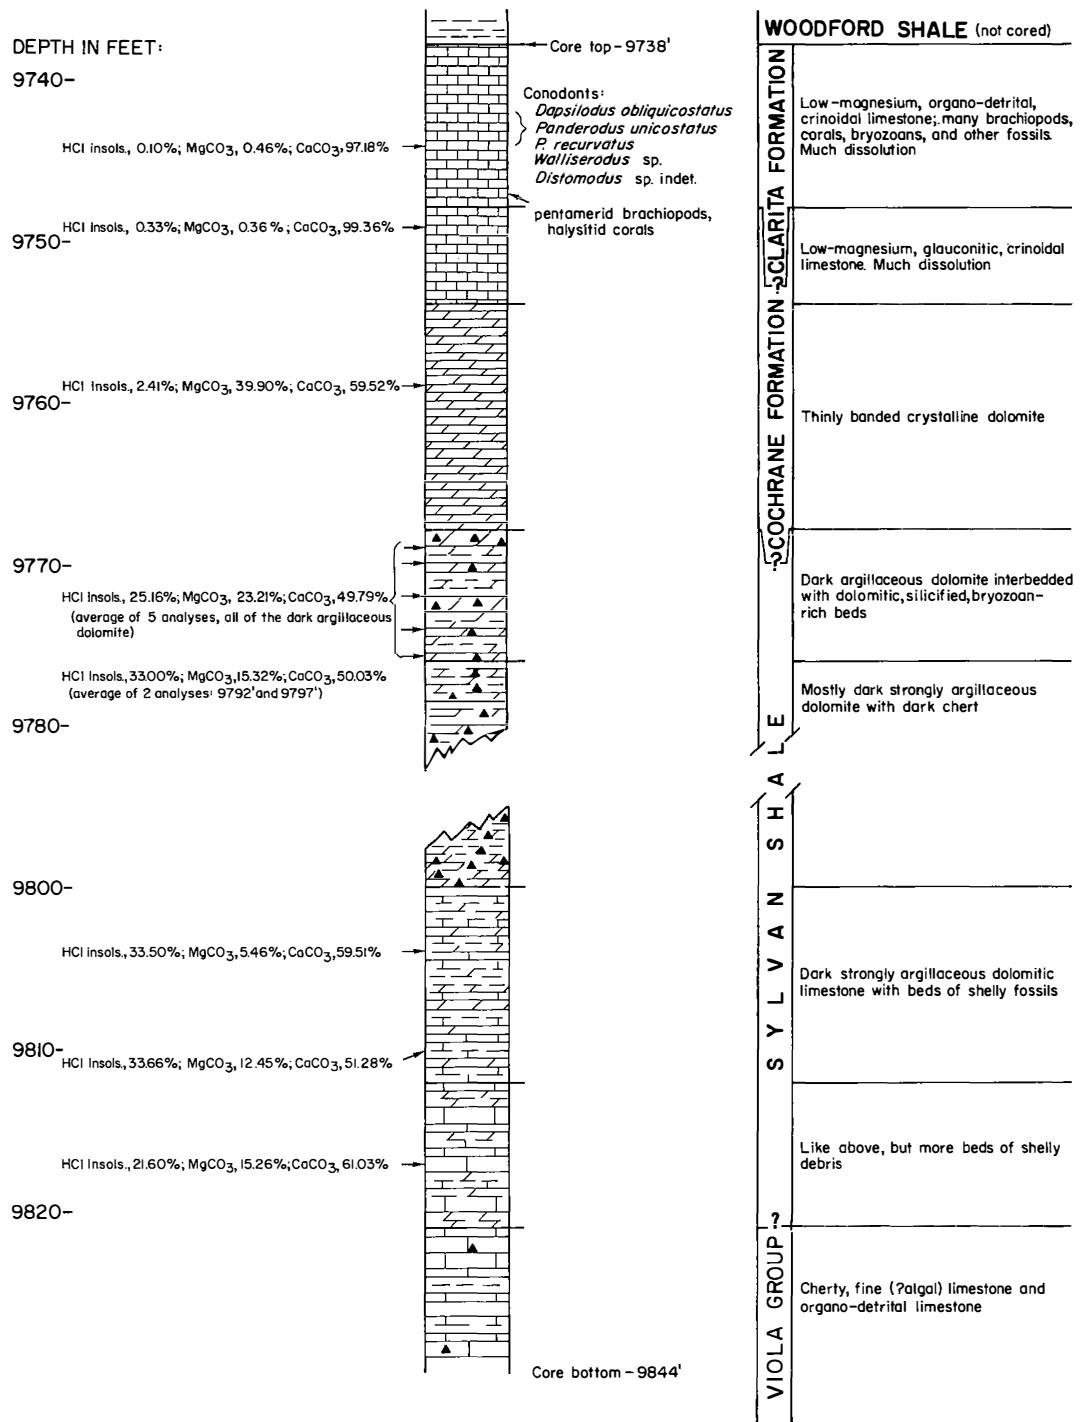 WOODFORD SHALE (not cored)
DEPTH IN FEET:
Core top - 9738'
9740-
Conodonts:
Dapsilodus obliquicostatus
Panderodus unicostatus
P. recurvatus
Walliserodus sp.
Distomodus sp. indet.
HCl insols., 0.10%; MgCO3, 0.46%; CaCO3, 97.18%
pentamerid brachiopods,
halysitid corals
HCl Insols., 0.33%; MgCO3, 0.36%; CaCO3, 99.36%
9750-
HCl Insols., 2.41%; MgCO3, 39.90%; CaCO3, 59.52%
9760-
9770-
HCl Insols., 25.16%; MgCO3, 23.21%; CaCO3, 49.79%
(average of 5 analyses, all of the dark argillaceous
dolomite)
HCl Insols., 33.00%; MgCO3, 15.32%; CaCO3, 50.03%
(average of 2 analyses: 9792' and 9797')
9780-
9800-
HCl insols., 33.50%; MgCO3, 5.46%; CaCO3, 59.51%
9810-
HCl Insols., 33.66%; MgCO3, 12.45%; CaCO3, 51.28%
HCl Insols., 21.60%; MgCO3, 15.26%; CaCO3, 61.03%
9820-
Core bottom - 9844'
CLARITA FORMATION
?
Low-magnesium, organo-detrital,
crinoidal limestone; many brachiopods,
corals, bryozoans, and other fossils.
Much dissolution
Low-magnesium, glauconitic, crinoidal
limestone. Much dissolution
COCHRANE FORMATION
?
Thinly banded crystalline dolomite
SYLVAN SHALE
Dark argillaceous dolomite interbedded
with dolomitic, silicified, bryozoan-
rich beds
Mostly dark strongly argillaceous
dolomite with dark chert
Dark strongly argillaceous dolomitic
limestone with beds of shelly fossils
Like above, but more beds of shelly
debris
?
VIOLA GROUP
Cherty, fine (?algal) limestone and
organo-detrital limestone